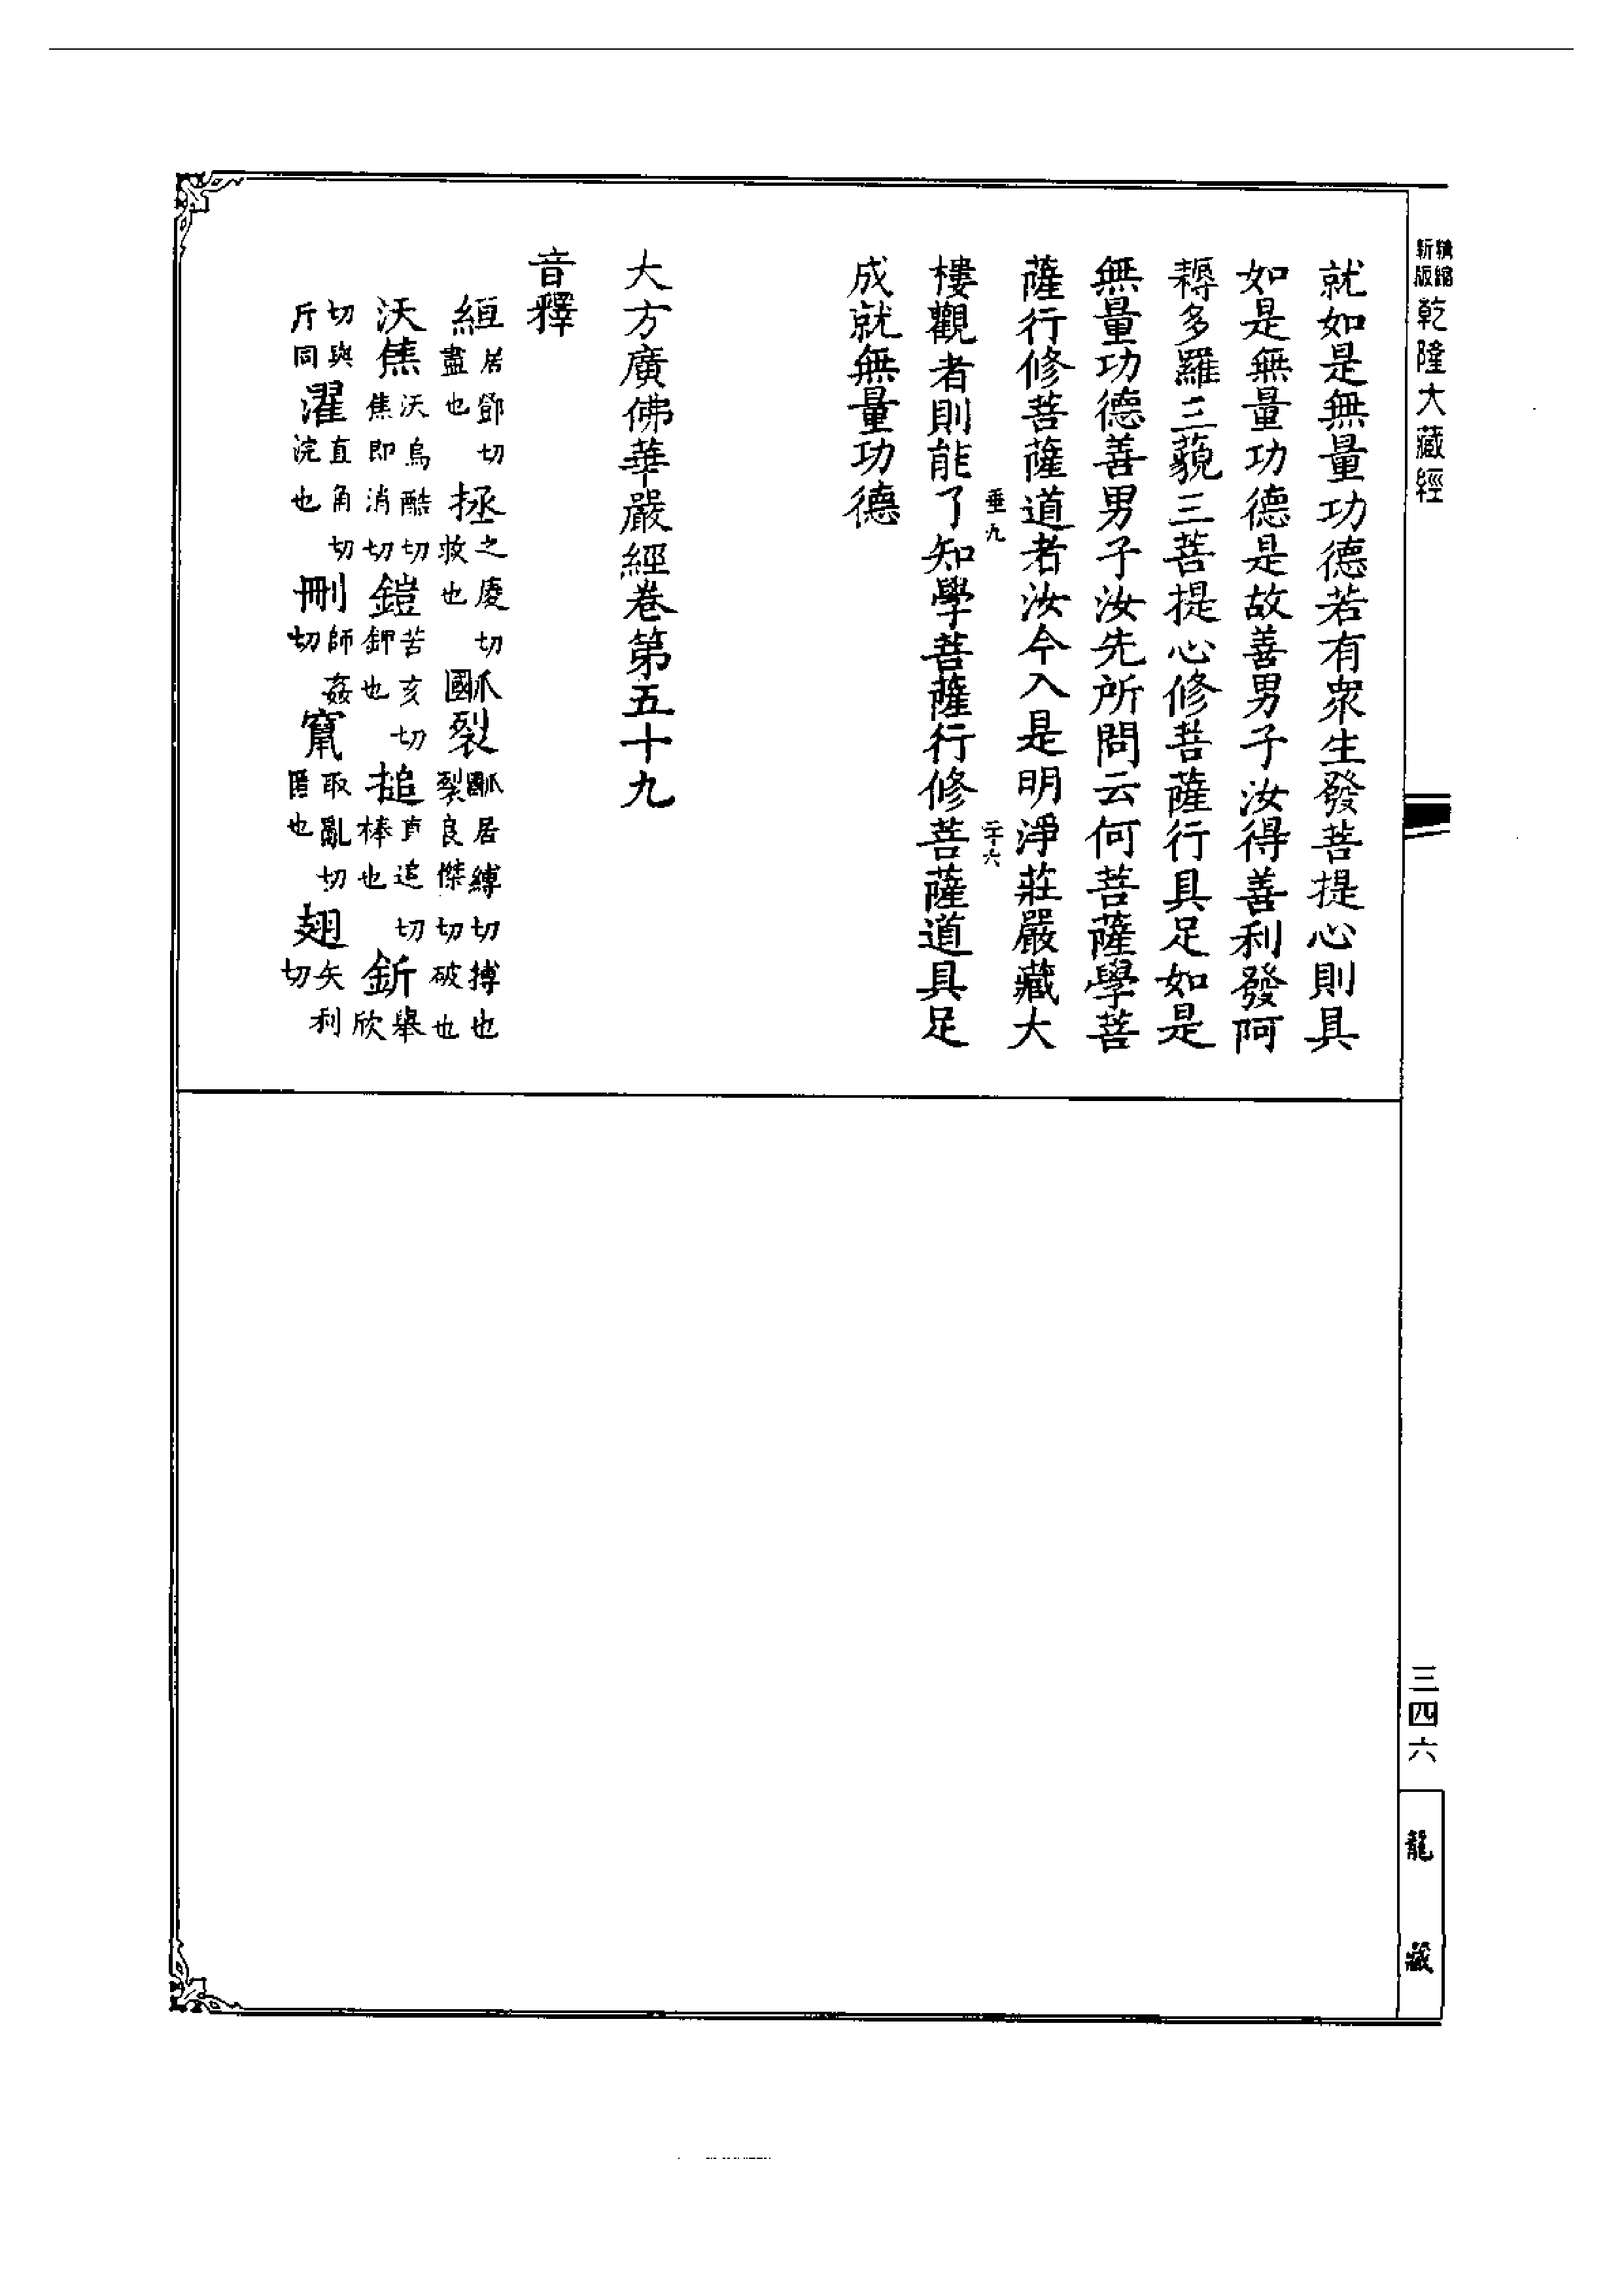 精縮
新版
乾隆大藏經
就如是無量功德若有衆生發菩提心則具
如是無量功德是故善男子汝得善利發阿
耨多羅三藐三菩提心修菩薩行具足如是
無量功德善男子汝先所問云何菩薩學菩
薩行修菩薩道者汝今入是明淨莊嚴藏大
垂九 二十六
樓觀者則能了知學菩薩行修菩薩道具足
成就無量功德
大方廣佛華嚴經卷第五十九
音釋
絚居鄧切盡也 拯之庱切救也 㕚裂居縛切搏也裂良傑切破也
沃焦沃烏酷切焦即消切 鎧苦亥切鉀也 搥直追切棒也 釿舉欣
切與斤同 濯直角切浣也 刪師姦切 竄取亂切匿也 翅矢利切
三四六
龍藏